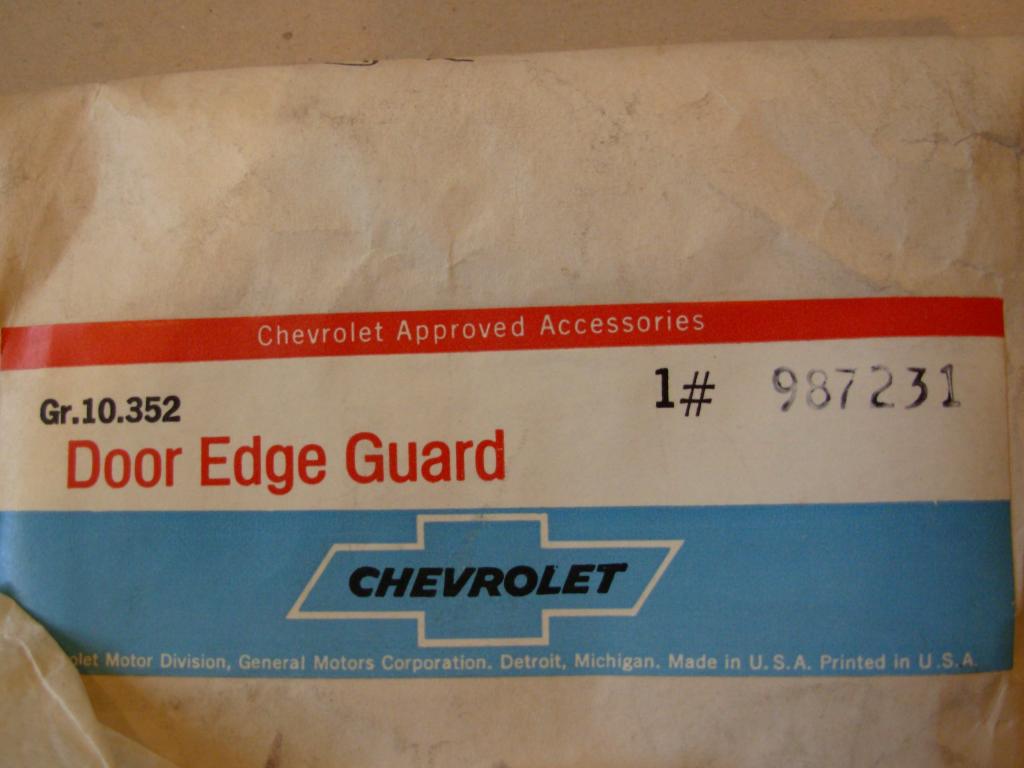 Chevrolet Approved Accessories
Gr.10.352 1# 987231
Door Edge Guard
CHEVROLET
Motor Division, General Motors Corporation. Detroit, Michigan. Made in U.S.A. Printed in U.S.A.